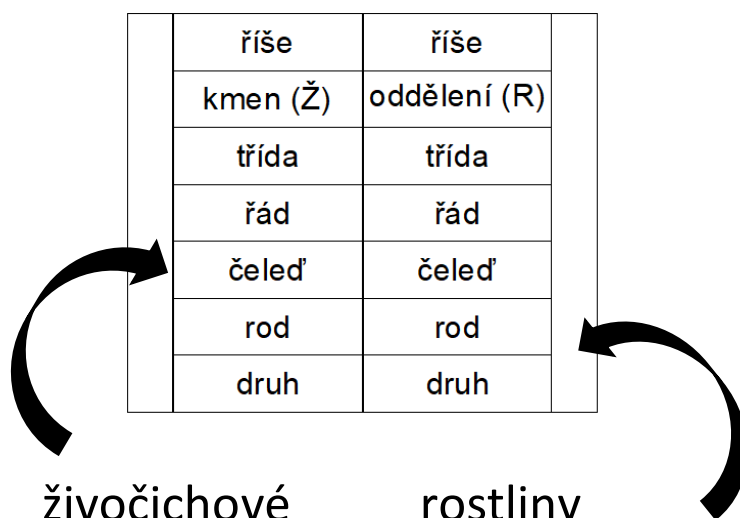 říše říše
kmen (Ž) oddělení (R)
třída třída
řád řád
čeleď čeleď
rod rod
druh druh
živočichové rostliny